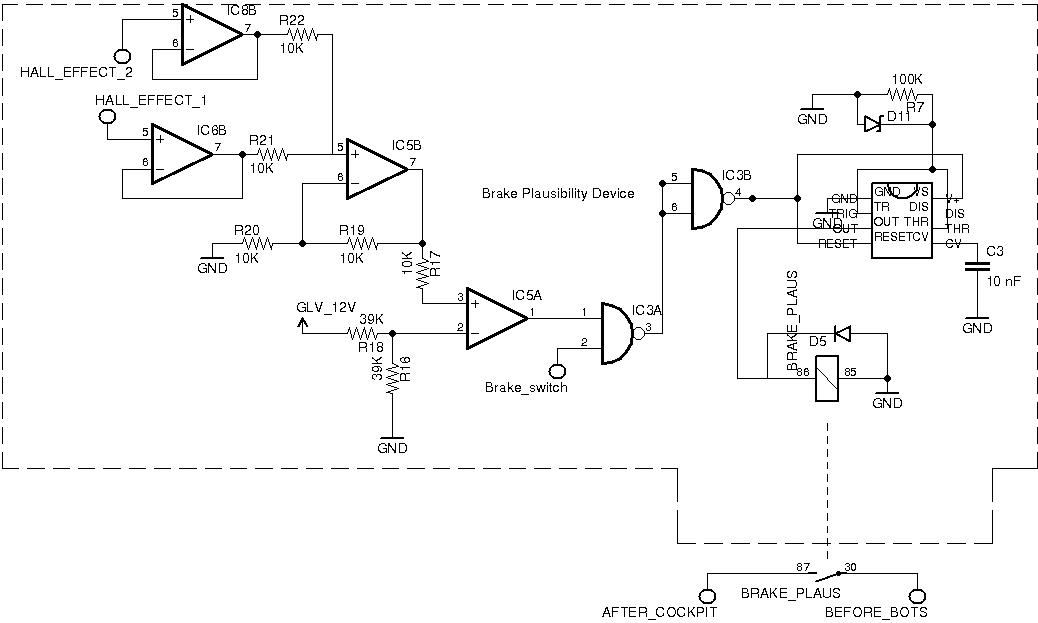 IC8B
5
+
7
R22
6
−
10K
HALL_EFFECT_2
HALL_EFFECT_1
100K
R7
GND
D11
IC6B
5
+
7
R21
6
−
10K
IC5B
5
+
7
6
−
IC3B
5
4
6
Brake Plausibility Device
GND
GND VS
V+
TRIG
TR DIS
DIS
GND
OUT
OUT THR
THR
RESET
RESET CV
CV
R20
10K
GND
R19
10K
10K
R17
C3
10 nF
GND
GLV_12V
39K
R18
39K
R16
GND
IC5A
3
+
1
2
−
IC3A
1
3
2
Brake_switch
BRAKE_PLAUS
D5
86
85
GND
87
30
BRAKE_PLAUS
AFTER_COCKPIT
BEFORE_BOTS